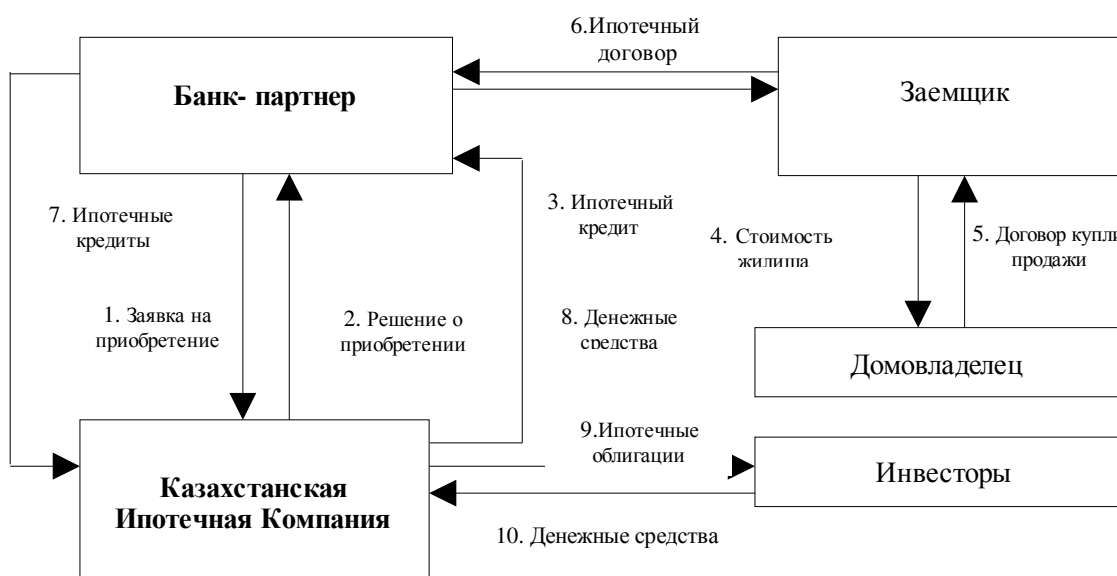 6.Ипотечный
договор
Банк- партнер
Заемщик
7. Ипотечные
кредиты
3. Ипотечный
кредит
4. Стоимость
жилища
5. Договор купли
продажи
1. Заявка на
приобретение
2. Решение о
приобретении
8. Денежные
средства
Домовладелец
9.Ипотечные
облигации
Инвесторы
Казахстанская
Ипотечная Компания
10. Денежные средства